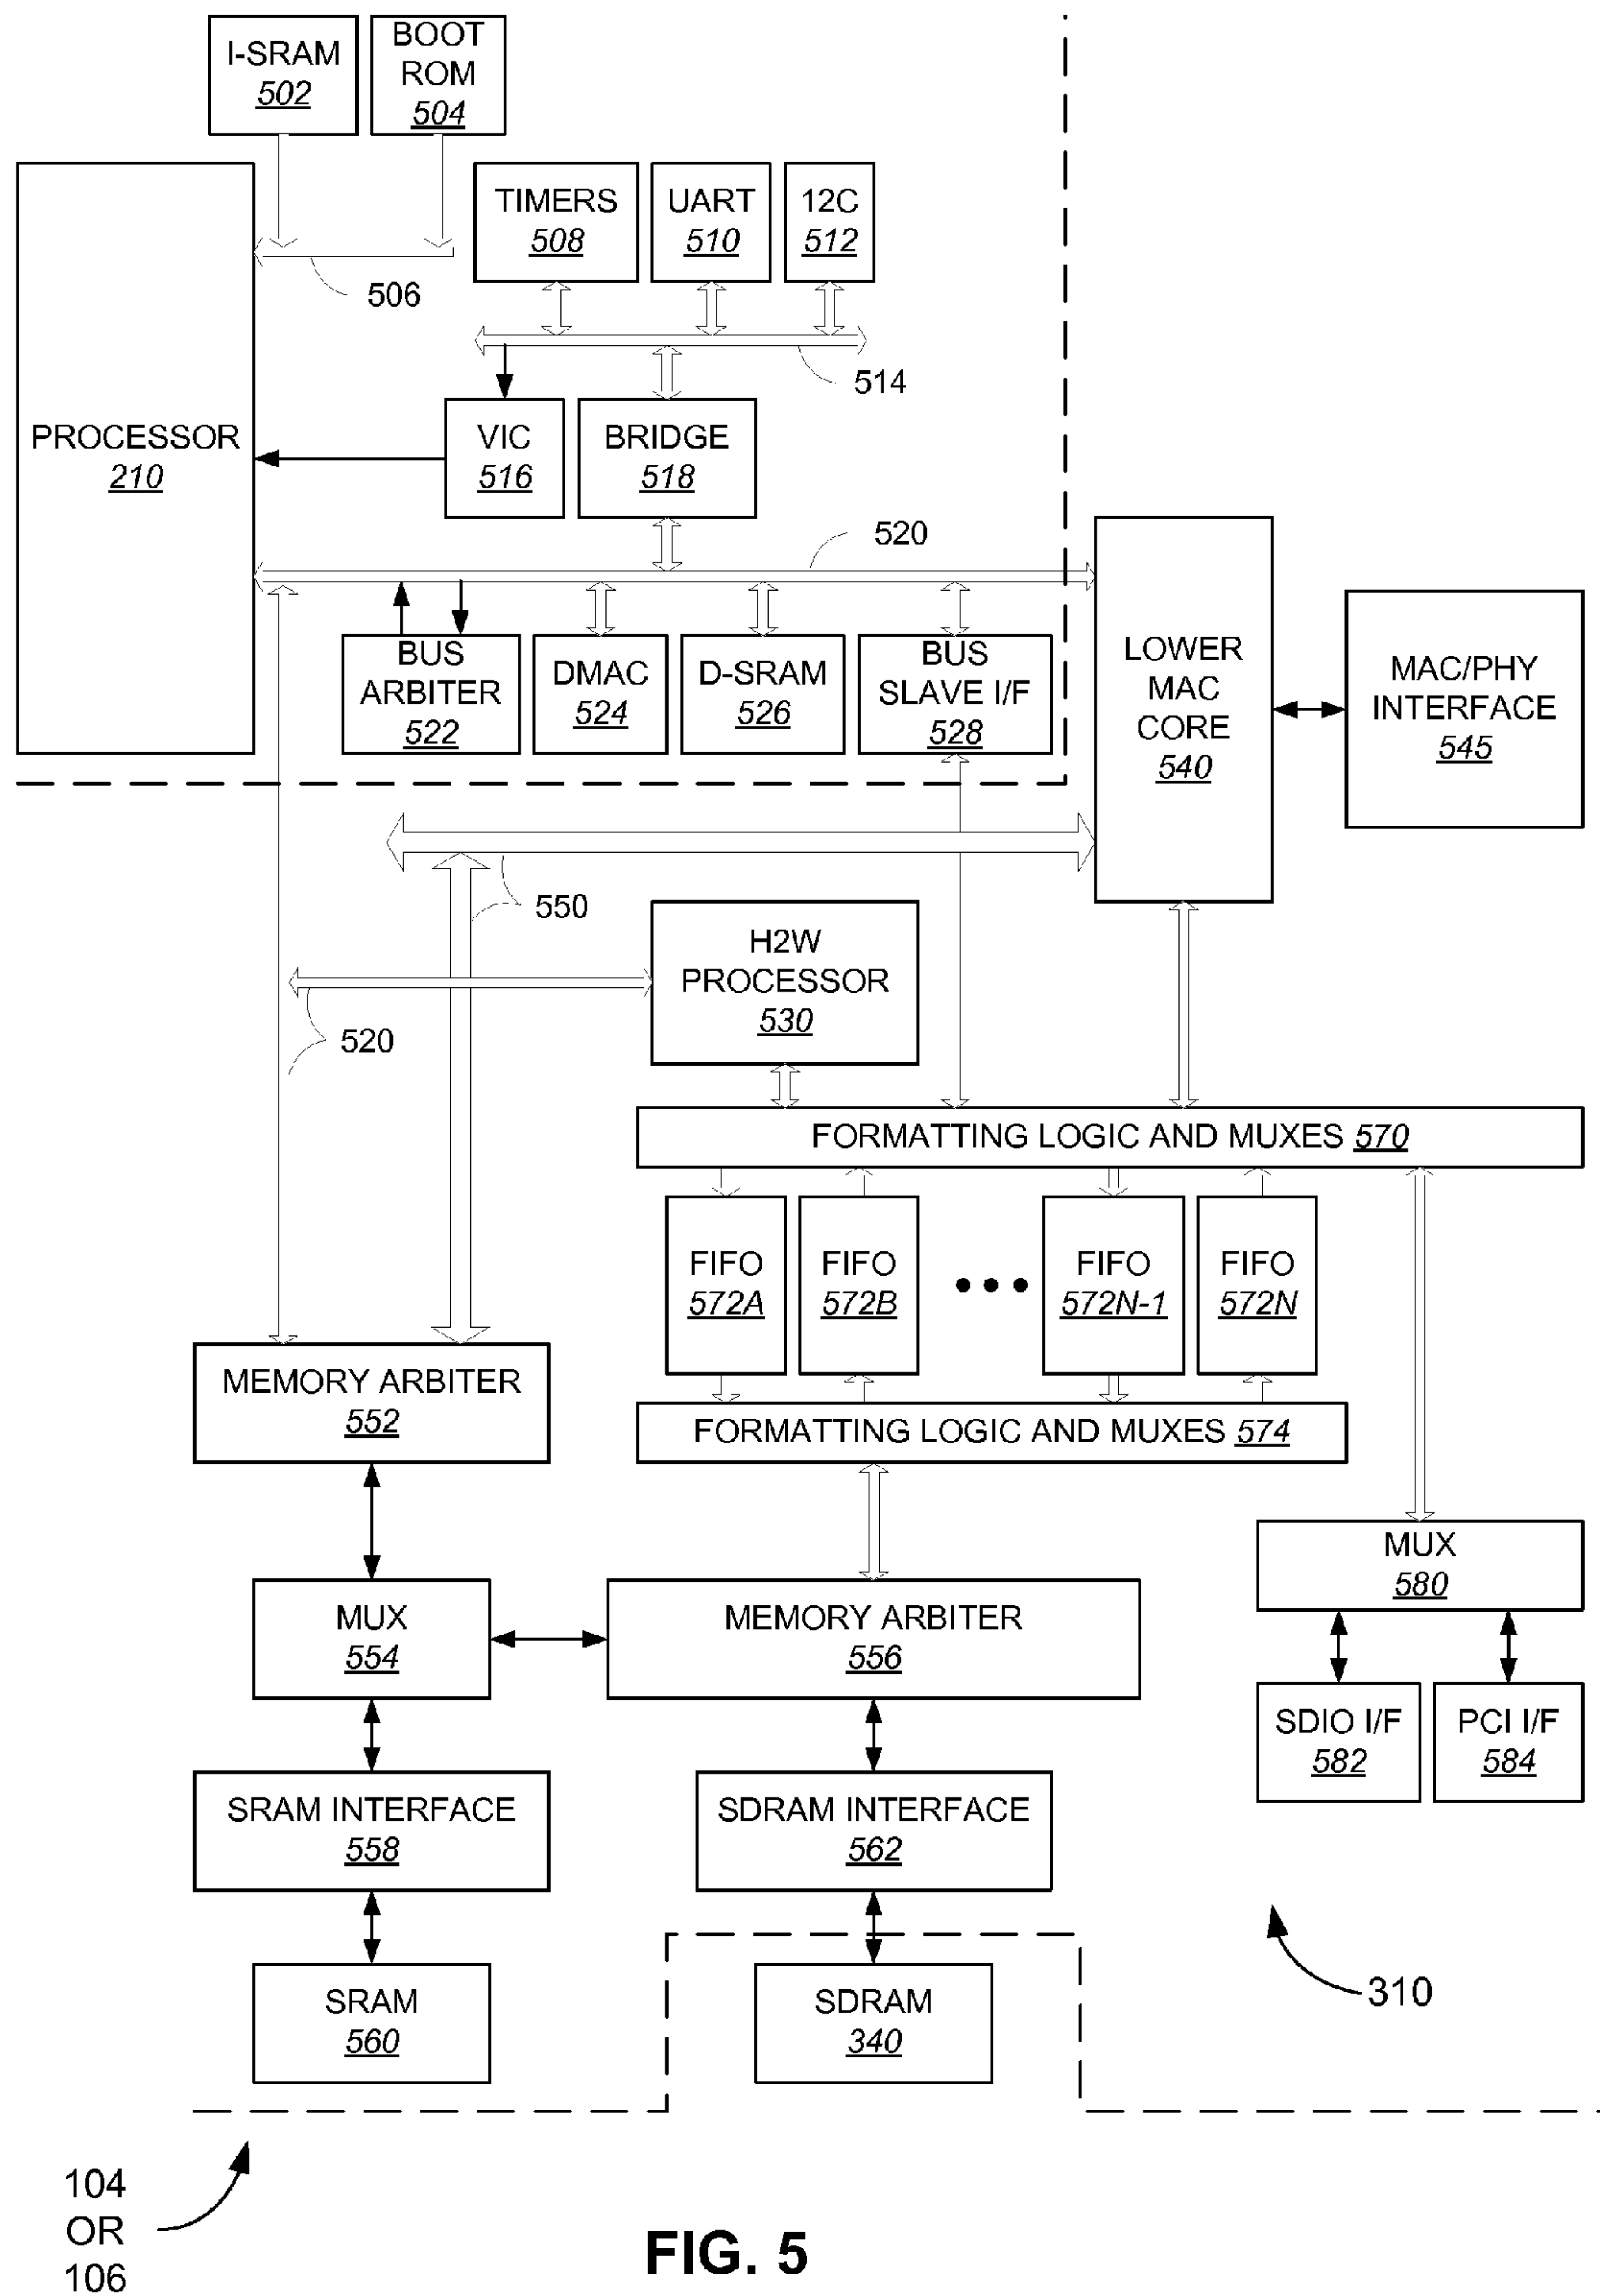 I-SRAM
502
BOOT
ROM
504
TIMERS
508
UART
510
12C
512
506
514
PROCESSOR
210
VIC
516
BRIDGE
518
520
BUS
ARBITER
522
DMAC
524
D-SRAM
526
BUS
SLAVE I/F
528
LOWER
MAC
CORE
540
MAC/PHY
INTERFACE
545
550
H2W
PROCESSOR
530
520
FORMATTING LOGIC AND MUXES 570
FIFO
572A
FIFO
572B
FIFO
572N-1
FIFO
572N
MEMORY ARBITER
552
FORMATTING LOGIC AND MUXES 574
MUX
580
MUX
554
MEMORY ARBITER
556
SDIO I/F
582
PCI I/F
584
SRAM INTERFACE
558
SDRAM INTERFACE
562
SRAM
560
SDRAM
340
310
104
OR
106
FIG. 5